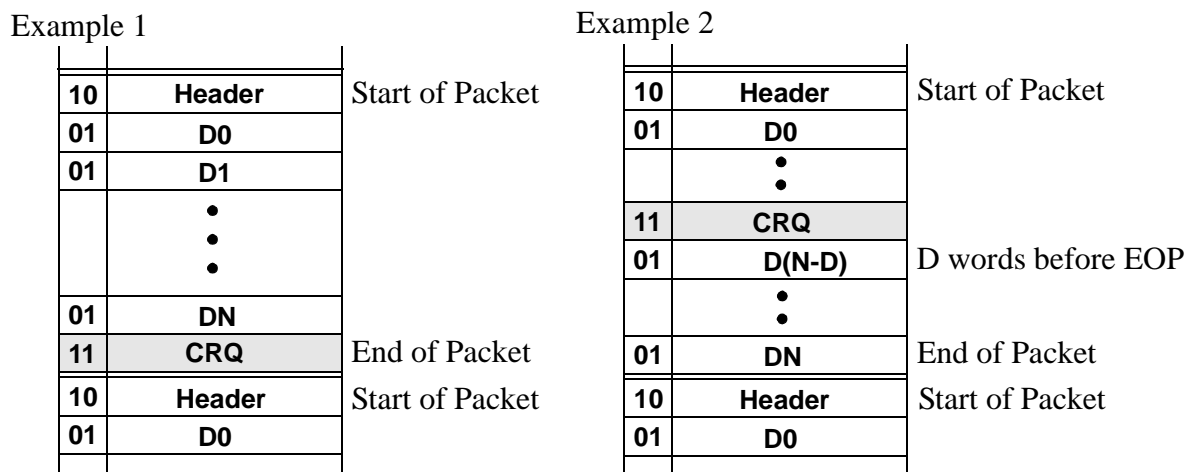 Example 1
10 Header Start of Packet
01 D0
01 D1
01 DN
11 CRQ End of Packet
10 Header Start of Packet
01 D0
Example 2
10 Header Start of Packet
01 D0
11 CRQ
01 D(N-D) D words before EOP
01 DN End of Packet
10 Header Start of Packet
01 D0